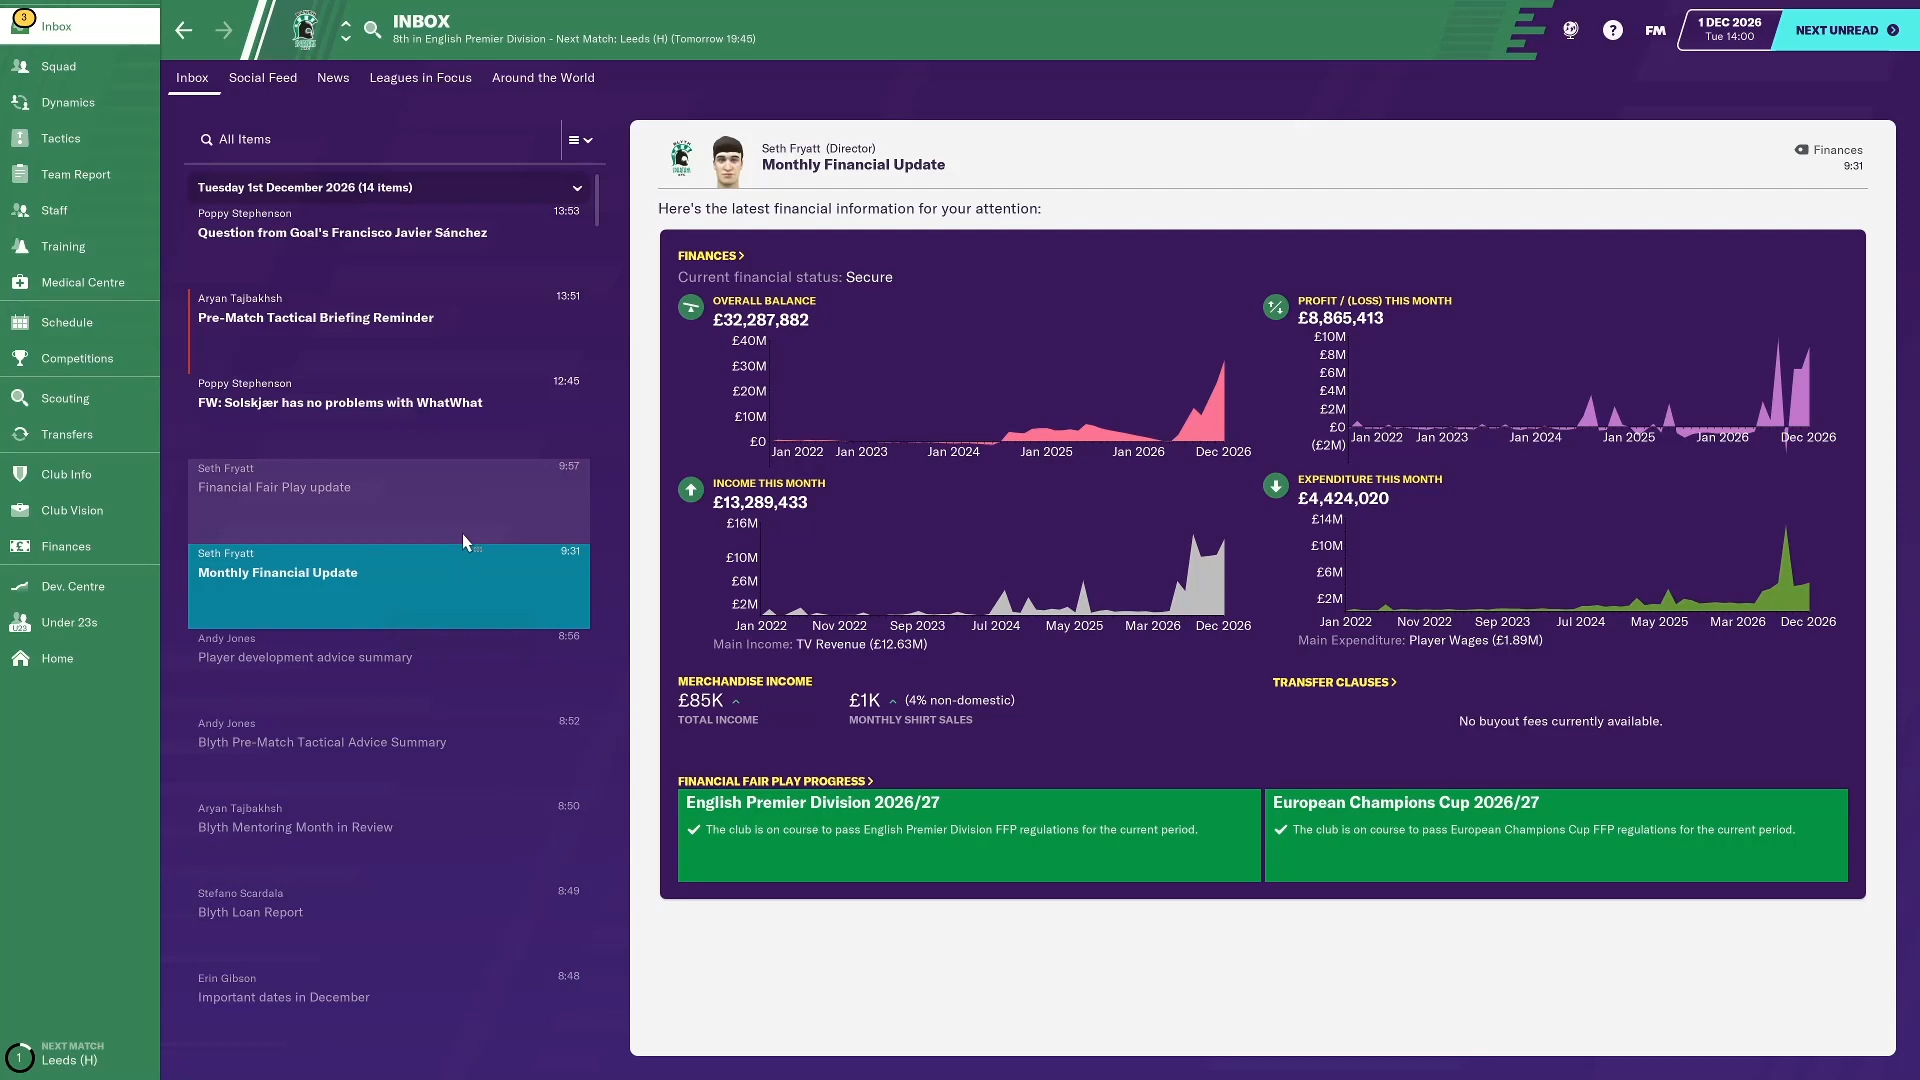 3
Inbox
Squad
Dynamics
Tactics
Team Report
Staff
Training
Medical Centre
Schedule
Competitions
Scouting
Transfers
Club Info
Club Vision
Finances
Dev. Centre
U23
Under 23s
Home
1
NEXT MATCH
Leeds (H)
INBOX
8th in English Premier Division - Next Match: Leeds (H) (Tomorrow 19:45)
?
FM
1 DEC 2026
Tue 14:00
NEXT UNREAD
Inbox Social Feed News Leagues in Focus Around the World
All Items
Tuesday 1st December 2026 (14 items)
Poppy Stephenson 13:53
Question from Goal's Francisco Javier Sánchez
Aryan Tajbakhsh 13:51
Pre-Match Tactical Briefing Reminder
Poppy Stephenson 12:45
FW: Solskjær has no problems with WhatWhat
Seth Fryatt 9:57
Financial Fair Play update
Seth Fryatt 9:31
Monthly Financial Update
Andy Jones 8:56
Player development advice summary
Andy Jones 8:52
Blyth Pre-Match Tactical Advice Summary
Aryan Tajbakhsh 8:50
Blyth Mentoring Month in Review
Stefano Scardala 8:49
Blyth Loan Report
Erin Gibson 8:48
Important dates in December
Seth Fryatt (Director)
Monthly Financial Update
Finances
9:31
Here's the latest financial information for your attention:
FINANCES >
Current financial status: Secure
OVERALL BALANCE
£32,287,882
£40M
£30M
£20M
£10M
£0
Jan 2022 Jan 2023 Jan 2024 Jan 2025 Jan 2026 Dec 2026
PROFIT / (LOSS) THIS MONTH
£8,865,413
£10M
£8M
£6M
£4M
£2M
£0
(£2M)
Jan 2022 Jan 2023 Jan 2024 Jan 2025 Jan 2026 Dec 2026
INCOME THIS MONTH
£13,289,433
£16M
£10M
£6M
£2M
Jan 2022 Nov 2022 Sep 2023 Jul 2024 May 2025 Mar 2026 Dec 2026
Main Income: TV Revenue (£12.63M)
EXPENDITURE THIS MONTH
£4,424,020
£14M
£10M
£6M
£2M
Jan 2022 Nov 2022 Sep 2023 Jul 2024 May 2025 Mar 2026 Dec 2026
Main Expenditure: Player Wages (£1.89M)
MERCHANDISE INCOME
£85K £1K (4% non-domestic)
TOTAL INCOME MONTHLY SHIRT SALES
TRANSFER CLAUSES >
No buyout fees currently available.
FINANCIAL FAIR PLAY PROGRESS >
English Premier Division 2026/27
The club is on course to pass English Premier Division FFP regulations for the current period.
European Champions Cup 2026/27
The club is on course to pass European Champions Cup FFP regulations for the current period.